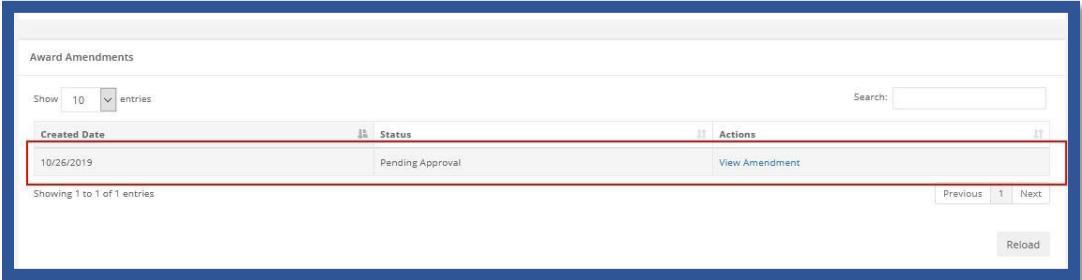 Award Amendments
Show 10 entries Search:
Created Date Status Actions
10/26/2019 Pending Approval View Amendment
Showing 1 to 1 of 1 entries Previous 1 Next
Reload